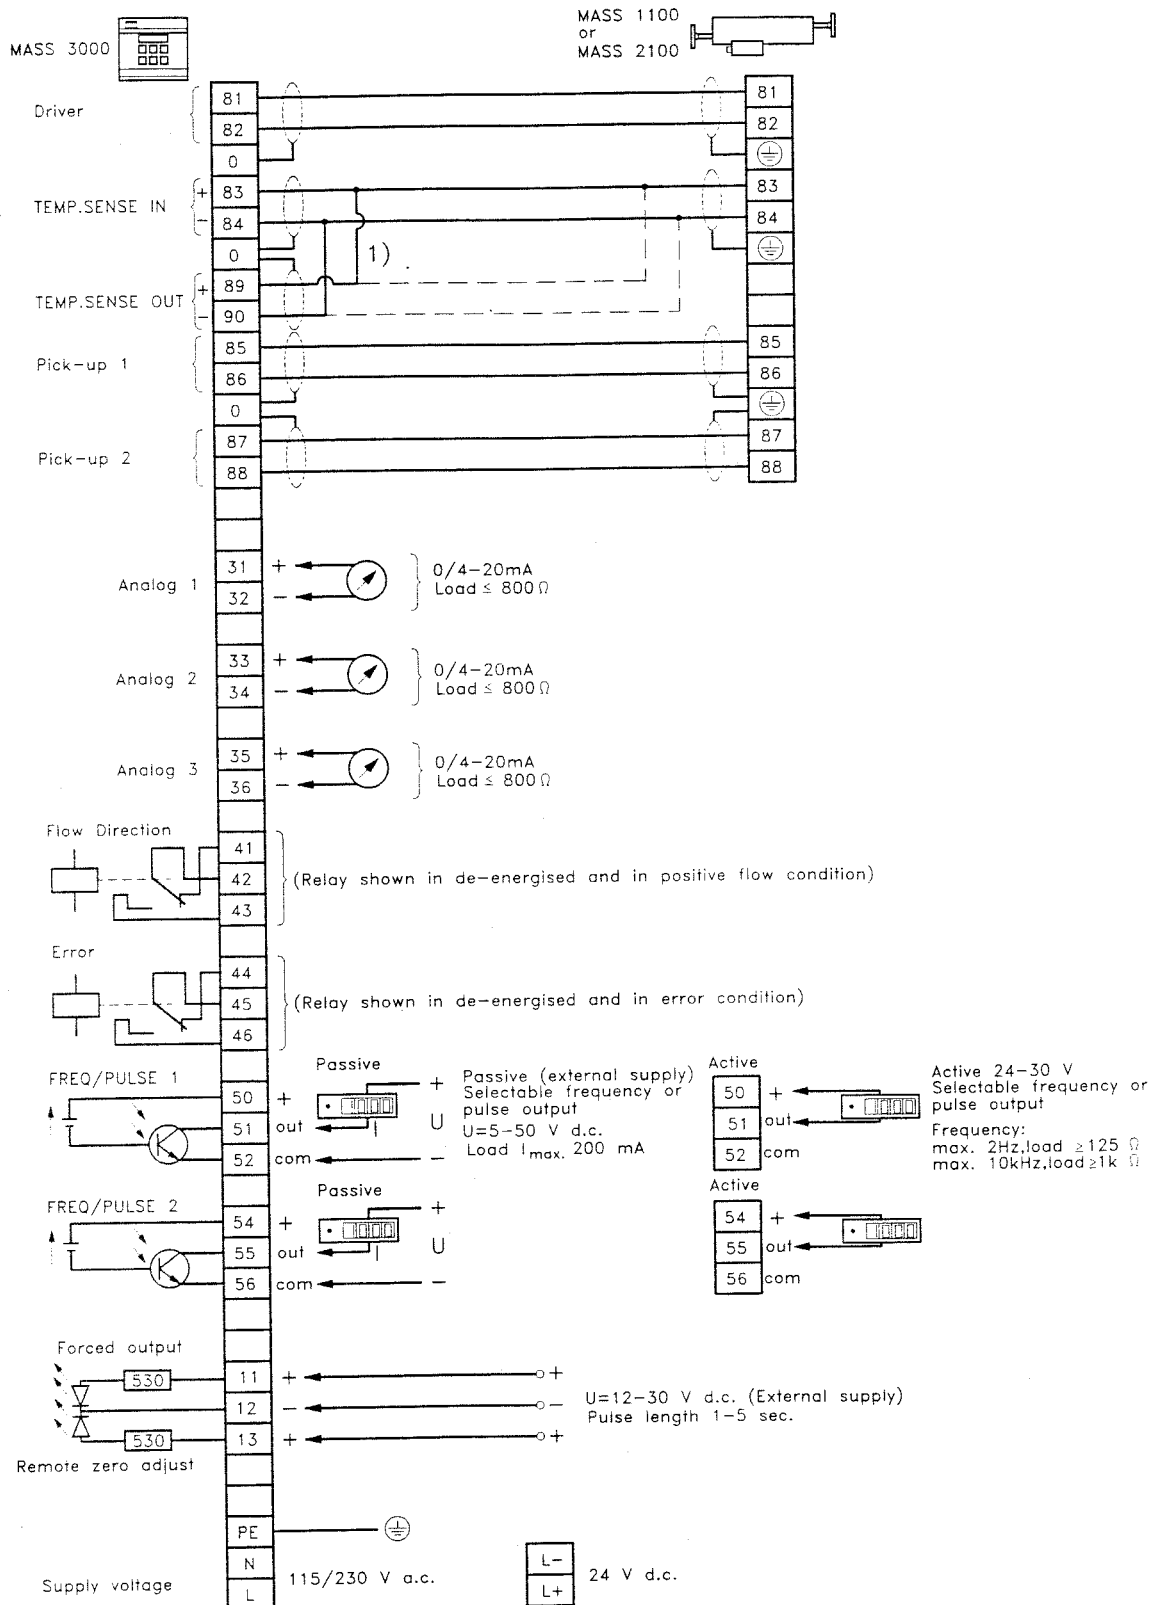 MASS 3000
MASS 1100
or
MASS 2100
Driver
81
82
0
81
82
TEMP.SENSE IN
+
83
-
84
0
83
84
1)
TEMP.SENSE OUT
+
89
-
90
Pick-up 1
85
86
0
85
86
Pick-up 2
87
88
87
88
Analog 1
31 +
32 -
0/4-20mA
Load ≤ 800 Ω
Analog 2
33 +
34 -
0/4-20mA
Load ≤ 800 Ω
Analog 3
35 +
36 -
0/4-20mA
Load ≤ 800 Ω
Flow Direction
41
42
43
(Relay shown in de-energised and in positive flow condition)
Error
44
45
46
(Relay shown in de-energised and in error condition)
FREQ/PULSE 1
50 +
51 out
52 com
Passive
+
U
-
I
Passive (external supply)
Selectable frequency or
pulse output
U=5-50 V d.c.
Load Imax. 200 mA
Active
50 +
51 out
52 com
Active 24-30 V
Selectable frequency or
pulse output
Frequency:
max. 2Hz,load ≥125 Ω
max. 10kHz,load≥1k Ω
FREQ/PULSE 2
54 +
55 out
56 com
Passive
+
U
-
I
Active
54 +
55 out
56 com
Forced output
530
11 + +
12 - -
530
13 + +
U=12-30 V d.c. (External supply)
Pulse length 1-5 sec.
Remote zero adjust
PE
N
L
Supply voltage
115/230 V a.c.
L-
L+
24 V d.c.